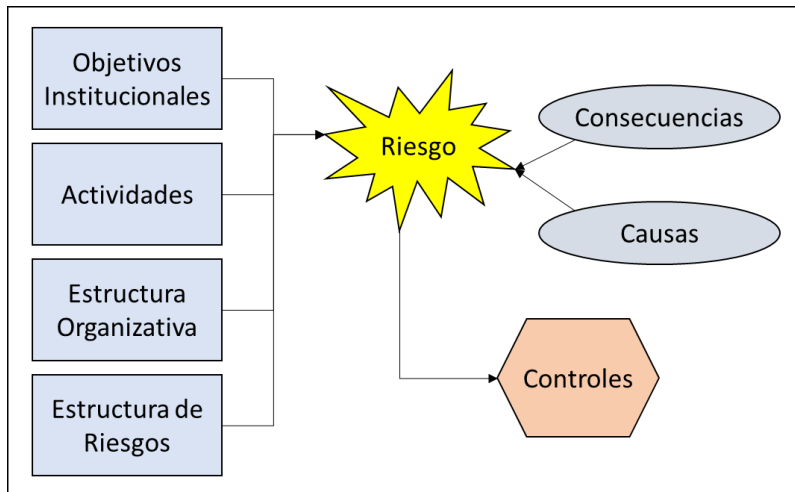 Objetivos
Institucionales
Actividades
Estructura
Organizativa
Estructura de
Riesgos
Riesgo
Consecuencias
Causas
Controles